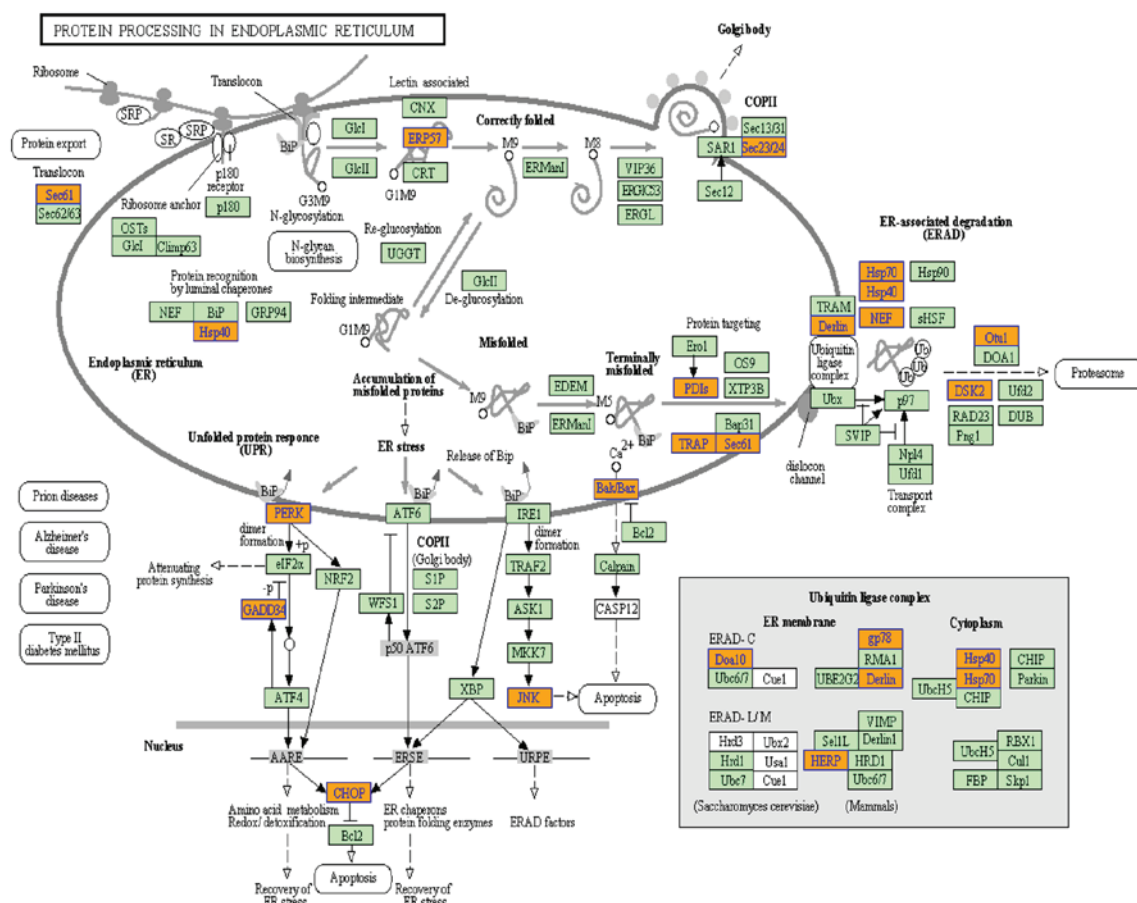 PROTEIN PROCESSING IN ENDOPLASMIC RETICULUM
Golgi body
Ribosome
Translocon
Lectin associated
COPII
SRP
SR
SRP
BiP
GlcI
GlcII
CNX
ERP57
CRT
G1M9
G3M9
N-glycosylation
Correctly folded
M9
ERManI
M8
VIP36
ERGIC53
ERGL
SAR1
Sec13/31
Sec23/24
Sec12
Protein export
Translocon
Sec61
Sec62/63
p180
receptor
Ribosome anchor
p180
OSTs
GlcI
Climp63
N-glycan
biosynthesis
Re-glucosylation
UGGT
GlcII
De-glucosylation
Protein recognition
by luminal chaperones
NEF
BiP
GRP94
Hsp40
Folding intermediate
G1M9
Endoplasmic reticulum
(ER)
Misfolded
Accumulation of
misfolded proteins
M9
BiP
EDEM
ERManI
Terminally
misfolded
M5
BiP
Protein targeting
Ero1
PDIs
OS9
XTP3B
Bap31
TRAP
Sec61
ER-associated degradation
(ERAD)
Hsp70
Hsp40
Hsp90
NEF
sHSF
TRAM
Derlin
Ubiquitin
ligase
complex
Ub
Ub
Ub
Otu1
DOA1
Proteasome
Ubx
p97
DSK2
Ufd2
RAD23
DUB
Png1
SVIP
Npl4
Ufd1
Transport
complex
dislocon
channel
Unfolded protein responce
(UPR)
ER stress
Release of Bip
Ca2+
BiP
PERK
BiP
ATF6
BiP
IRE1
Bak/Bax
Bcl2
Prion diseases
Alzheimer's
disease
Parkinson's
disease
Type II
diabetes mellitus
dimer
formation
+p
eIF2α
Attenuating
protein synthesis
-p
GADD34
NRF2
ATF4
COPII
(Golgi body)
WFS1
S1P
S2P
p50 ATF6
dimer
formation
TRAF2
ASK1
MKK7
JNK
XBP
Calpain
CASP12
Apoptosis
Nucleus
AARE
ERSE
URPE
CHOP
Amino acid metabolism
Redox/detoxification
Bcl2
Apoptosis
ER chaperons
protein folding enzymes
ERAD factors
Recovery of
ER stress
Recovery of
ER stress
Ubiquitin ligase complex
ER membrane
Cytoplasm
ERAD-C
Doa10
Ubc6/7
Cue1
gp78
RMA1
UBE2G2
Derlin
Hsp40
Hsp70
UbcH5
CHIP
CHIP
Parkin
ERAD-L/M
Hrd3
Ubx2
Hrd1
Usa1
Ubc7
Cue1
VIMP
Sel1L
Derlin1
HERP
HRD1
Ubc6/7
UbcH5
RBX1
Cul1
FBP
Skp1
(Saccharomyces cerevisiae)
(Mammals)